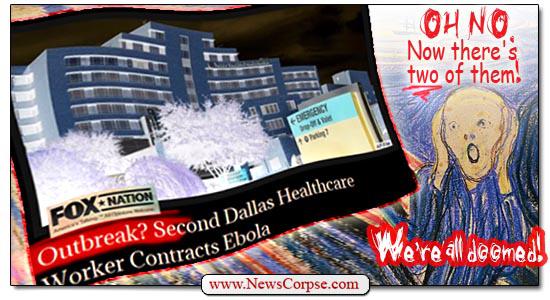 OH NO
Now there's
two of them!
EMERGENCY
Drop-Off & Valet
Parking 7
FOX NATION
America's Talking
All Opinions Welcome
Outbreak? Second Dallas Healthcare
Worker Contracts Ebola
We're all doomed!
www.NewsCorpse.com